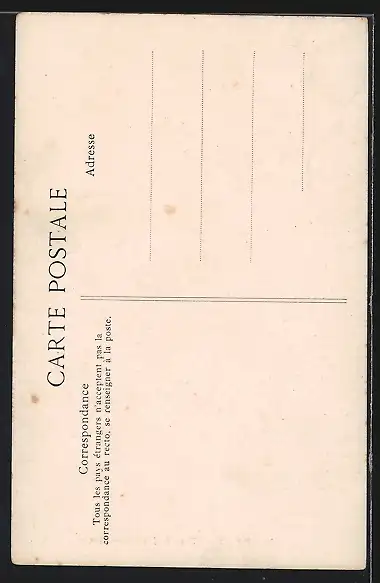 CARTE POSTALE
Correspondance
Tous les pays étrangers n'acceptent pas la
correspondance au recto, se renseigner à la poste.
Adresse